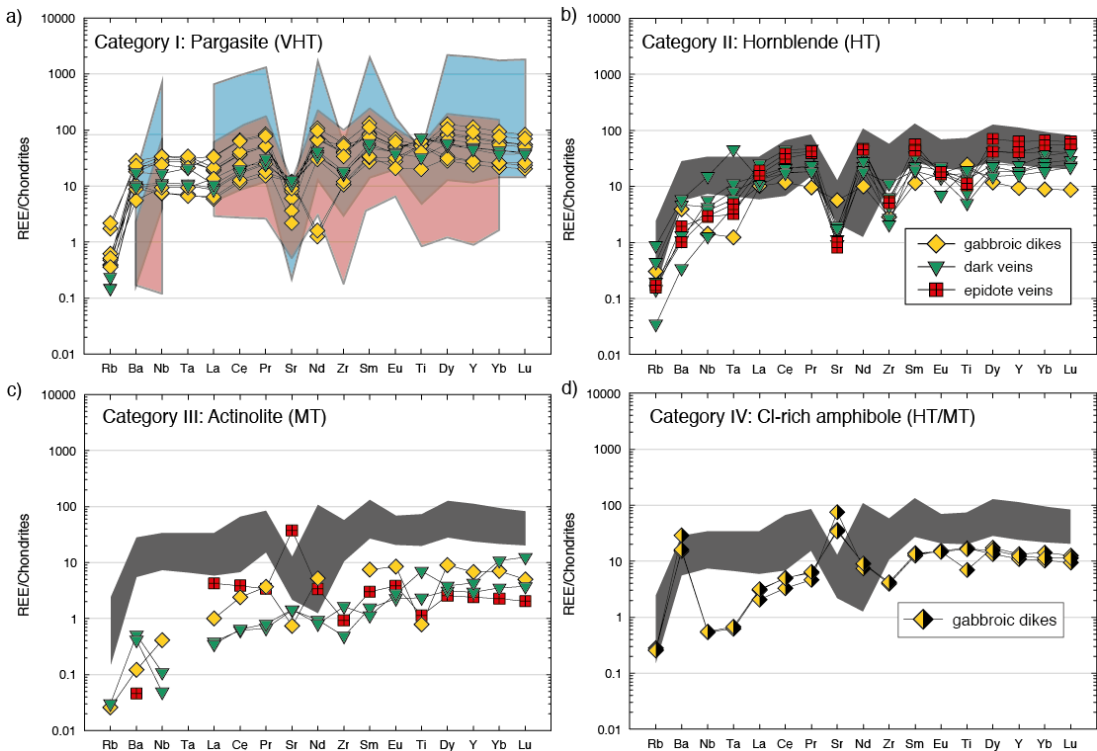 a)
Category I: Pargasite (VHT)
REE/Chondrites
10000
1000
100
10
1
0.1
0.01
Rb Ba Nb Ta La Ce Pr Sr Nd Zr Sm Eu Ti Dy Y Yb Lu
b)
Category II: Hornblende (HT)
REE/Chondrites
10000
1000
100
10
1
0.1
0.01
gabbroic dikes
dark veins
epidote veins
Rb Ba Nb Ta La Ce Pr Sr Nd Zr Sm Eu Ti Dy Y Yb Lu
c)
Category III: Actinolite (MT)
REE/Chondrites
10000
1000
100
10
1
0.1
0.01
Rb Ba Nb Ta La Ce Pr Sr Nd Zr Sm Eu Ti Dy Y Yb Lu
d)
Category IV: Cl-rich amphibole (HT/MT)
REE/Chondrites
10000
1000
100
10
1
0.1
0.01
gabbroic dikes
Rb Ba Nb Ta La Ce Pr Sr Nd Zr Sm Eu Ti Dy Y Yb Lu